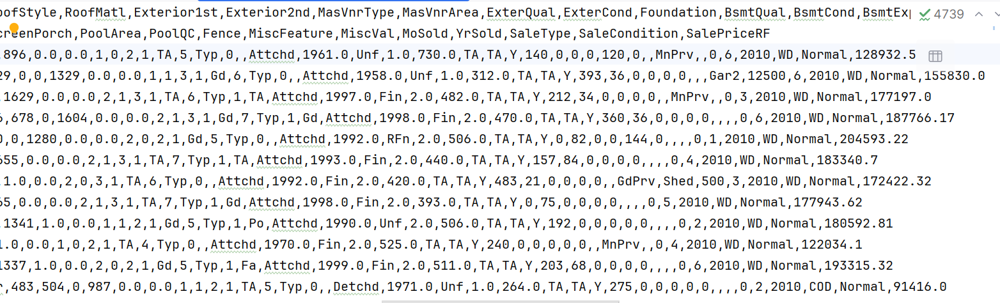 oofStyle,RoofMatl,Exterior1st,Exterior2nd,MasVnrType,MasVnrArea,ExterQual,ExterCond,Foundation,BsmtQual,BsmtCond,BsmtExp 4739
creenPorch,PoolArea,PoolQC,Fence,MiscFeature,MiscVal,MoSold,YrSold,SaleType,SaleCondition,SalePriceRF
896,0.0,0.0,1,0,2,1,TA,5,Typ,0,,Attchd,1961.0,Unf,1.0,730.0,TA,TA,Y,140,0,0,0,120,0,,MnPrv,,0,6,2010,WD,Normal,128932.5
29,0,0,1329,0.0,0.0,1,1,3,1,Gd,6,Typ,0,,Attchd,1958.0,Unf,1.0,312.0,TA,TA,Y,393,36,0,0,0,0,,,Gar2,12500,6,2010,WD,Normal,155830.0
,1629,0.0,0.0,2,1,3,1,TA,6,Typ,1,TA,Attchd,1997.0,Fin,2.0,482.0,TA,TA,Y,212,34,0,0,0,0,,MnPrv,,0,3,2010,WD,Normal,177197.0
6,678,0,1604,0.0,0.0,2,1,3,1,Gd,7,Typ,1,Gd,Attchd,1998.0,Fin,2.0,470.0,TA,TA,Y,360,36,0,0,0,0,,,,0,6,2010,WD,Normal,187766.17
0,0,1280,0.0,0.0,2,0,2,1,Gd,5,Typ,0,,Attchd,1992.0,RFn,2.0,506.0,TA,TA,Y,0,82,0,0,144,0,,,,0,1,2010,WD,Normal,204593.22
655,0.0,0.0,2,1,3,1,TA,7,Typ,1,TA,Attchd,1993.0,Fin,2.0,440.0,TA,TA,Y,157,84,0,0,0,0,,,,0,4,2010,WD,Normal,183340.7
1.0,0.0,2,0,3,1,TA,6,Typ,0,,Attchd,1992.0,Fin,2.0,420.0,TA,TA,Y,483,21,0,0,0,0,,GdPrv,Shed,500,3,2010,WD,Normal,172422.32
65,0.0,0.0,2,1,3,1,TA,7,Typ,1,Gd,Attchd,1998.0,Fin,2.0,393.0,TA,TA,Y,0,75,0,0,0,0,,,,0,5,2010,WD,Normal,177943.62
,1341,1.0,0.0,1,1,2,1,Gd,5,Typ,1,Po,Attchd,1990.0,Unf,2.0,506.0,TA,TA,Y,192,0,0,0,0,0,,,,0,2,2010,WD,Normal,180592.81
1.0,0.0,1,0,2,1,TA,4,Typ,0,,Attchd,1970.0,Fin,2.0,525.0,TA,TA,Y,240,0,0,0,0,0,,MnPrv,,0,4,2010,WD,Normal,122034.1
1337,1.0,0.0,2,0,2,1,Gd,5,Typ,1,Fa,Attchd,1999.0,Fin,2.0,511.0,TA,TA,Y,203,68,0,0,0,0,,,,0,6,2010,WD,Normal,193315.32
r,483,504,0,987,0.0,0.0,1,1,2,1,TA,5,Typ,0,,Detchd,1971.0,Unf,1.0,264.0,TA,TA,Y,275,0,0,0,0,0,,,,0,2,2010,COD,Normal,91416.0